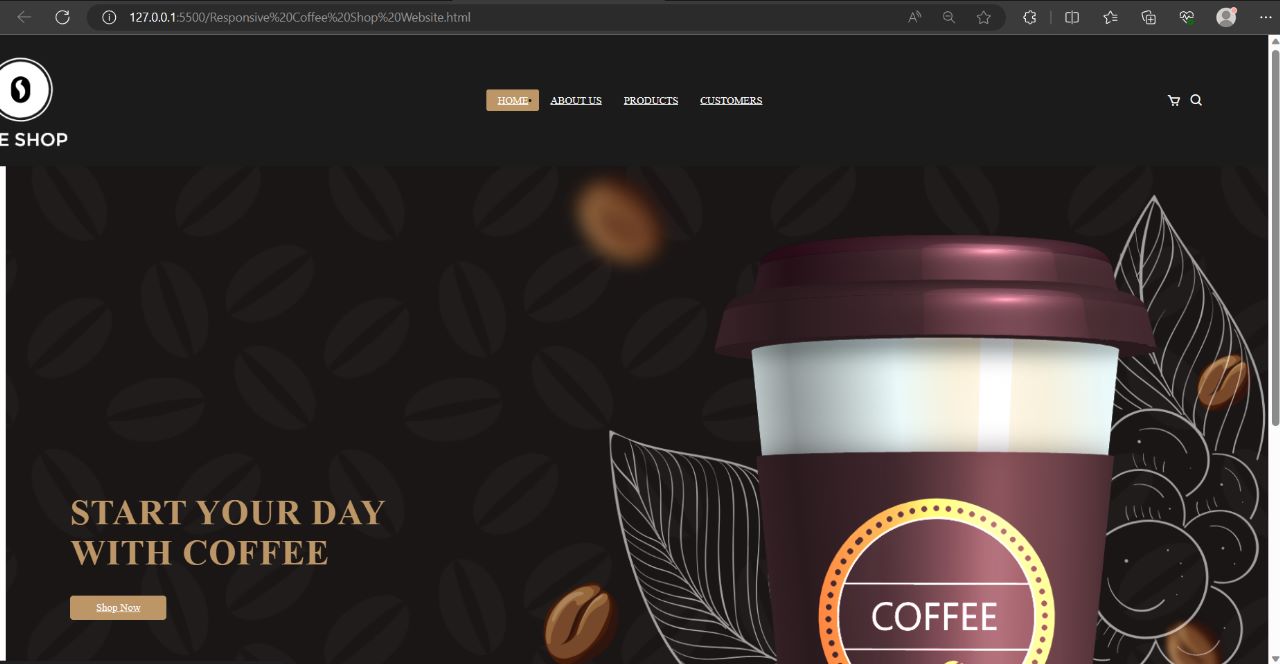 127.0.0.1:5500/Responsive%20Coffee%20Shop%20Website.html
HOME ABOUT US PRODUCTS CUSTOMERS
E SHOP
START YOUR DAY
WITH COFFEE
Shop Now
COFFEE